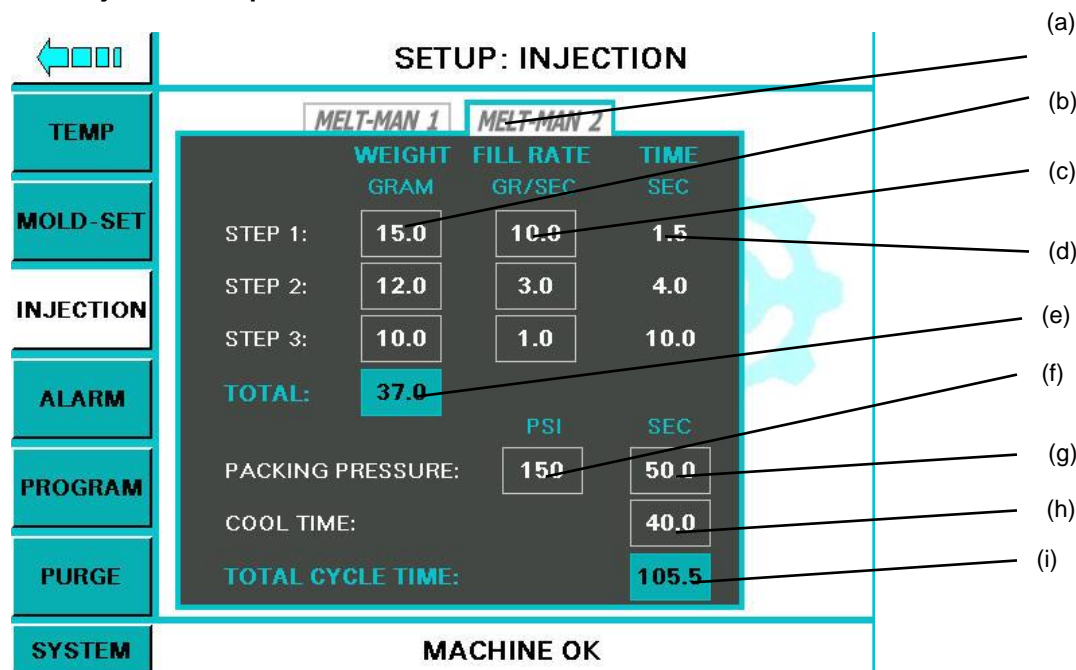 (a)
SETUP: INJECTION
(b)
TEMP
MELT-MAN 1 MELT-MAN 2
WEIGHT FILL RATE TIME
GRAM GR/SEC SEC
(c)
MOLD-SET
STEP 1: 15.0 10.0 1.5
(d)
STEP 2: 12.0 3.0 4.0
INJECTION
(e)
STEP 3: 10.0 1.0 10.0
(f)
ALARM
TOTAL: 37.0
PSI SEC
(g)
PACKING PRESSURE: 150 50.0
PROGRAM
(h)
COOL TIME: 40.0
(i)
PURGE
TOTAL CYCLE TIME: 105.5
SYSTEM
MACHINE OK